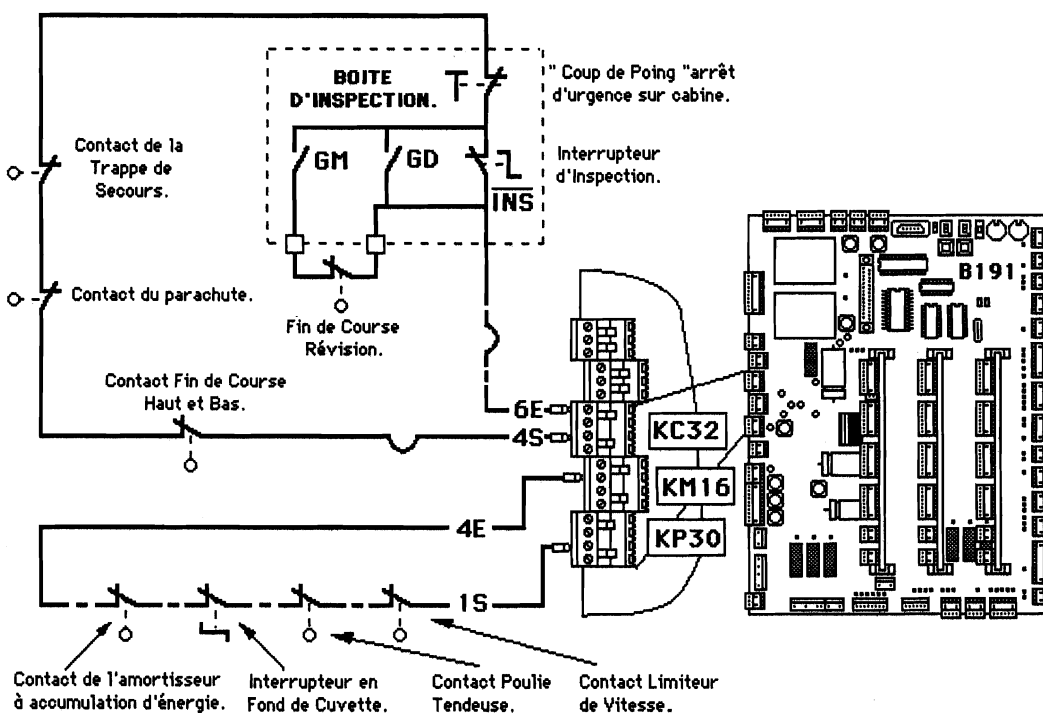 BOITE
D'INSPECTION.
" Coup de Poing "arrêt
d'urgence sur cabine.
Contact de la
Trappe de
Secours.
GM
GD
Interrupteur
d'Inspection.
INS
B191
Contact du parachute.
Fin de Course
Révision.
Contact Fin de Course
Haut et Bas.
6E
4S
KC32
KM16
4E
KP30
1S
Contact de l'amortisseur
à accumulation d'énergie.
Interrupteur en
Fond de Cuvette.
Contact Poulie
Tendeuse.
Contact Limiteur
de Vitesse.